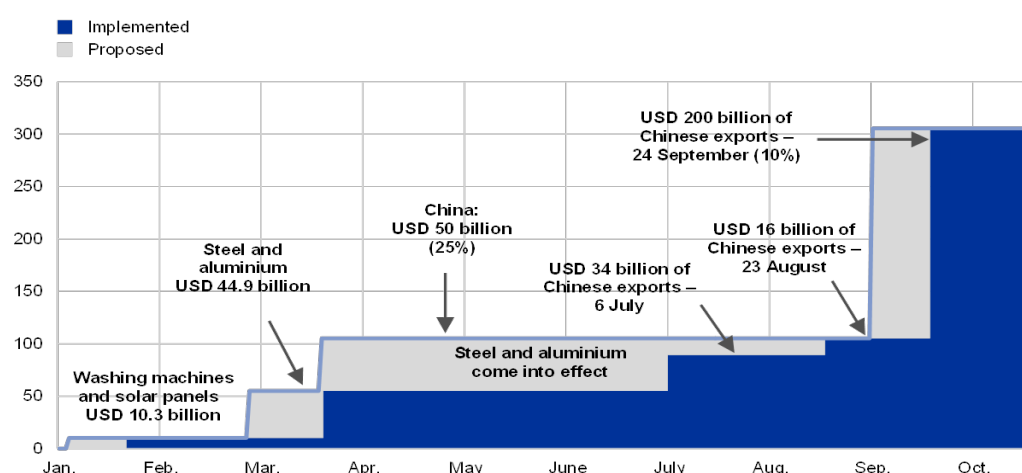 Implemented
Proposed
350
300
250
200
150
100
50
0
USD 200 billion of
Chinese exports –
24 September (10%)
China:
USD 50 billion
(25%)
Steel and
aluminium
USD 44.9 billion
USD 16 billion of
Chinese exports –
23 August
USD 34 billion of
Chinese exports –
6 July
Steel and aluminium
come into effect
Washing machines
and solar panels
USD 10.3 billion
Jan. Feb. Mar. Apr. May June July Aug. Sep. Oct.